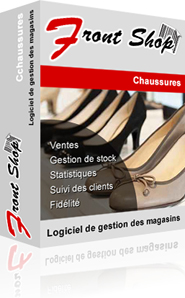 Front Shop
Chaussures
Ventes
Gestion de stock
Statistiques
Suivi des clients
Fidélité
Logiciel de gestion des magasins
Front Shop
Logiciel de gestion des magasins
Cchaussures